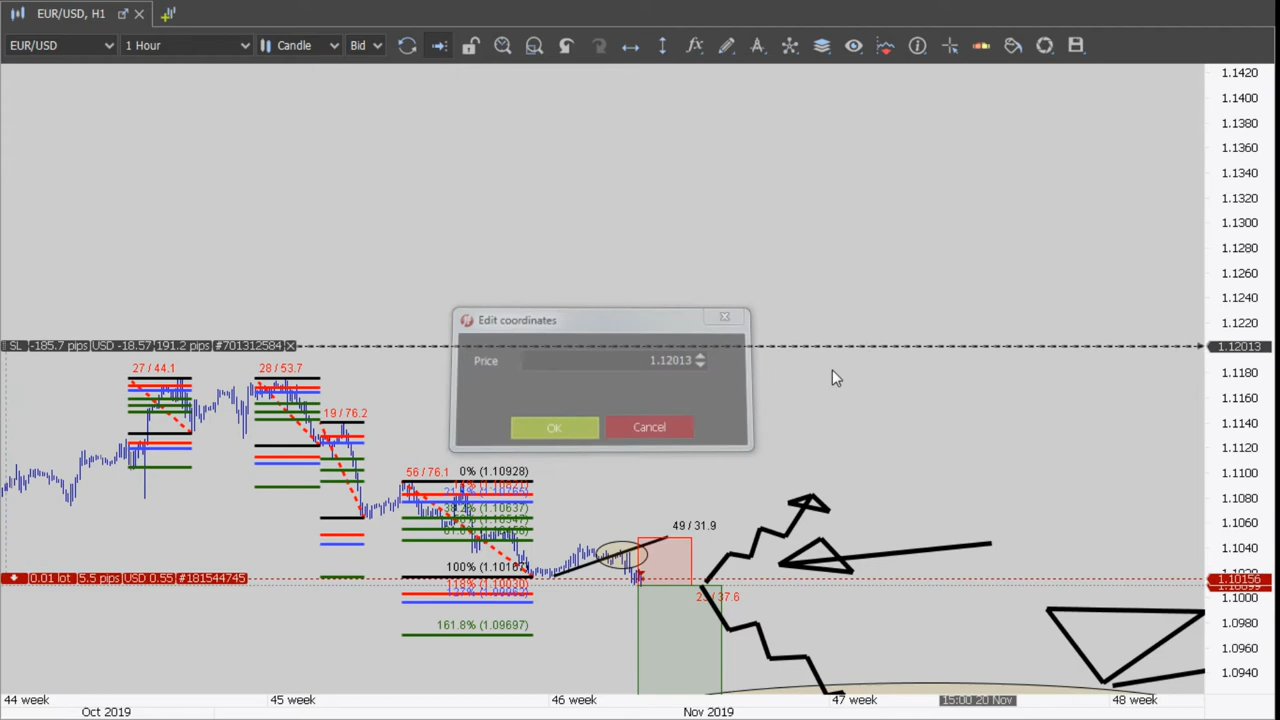 EUR/USD, H1
EUR/USD
1 Hour
Candle
Bid
1.1420
1.1400
1.1380
1.1360
1.1340
1.1320
1.1300
1.1280
1.1260
1.1240
1.1220
Edit coordinates
SL -185.7 pips USD -18.57 191.2 pips #701312584
1.12013
Price 1.12013
27 / 44.1
28 / 53.7
1.1180
1.1160
19 / 76.2
1.1140
OK
Cancel
1.1120
56 / 76.1
0% (1.10928)
1.1100
1.1080
38.2% (1.10637)
49 / 31.9
1.1060
1.1040
100% (1.10167)
0.01 lot 5.5 pips USD 0.55 #181544745
1.10156
118% (1.10030)
1.1000
161.8% (1.09697)
1.0980
1.0960
1.0940
44 week
45 week
46 week
47 week
15:00 20 Nov
48 week
Oct 2019
Nov 2019